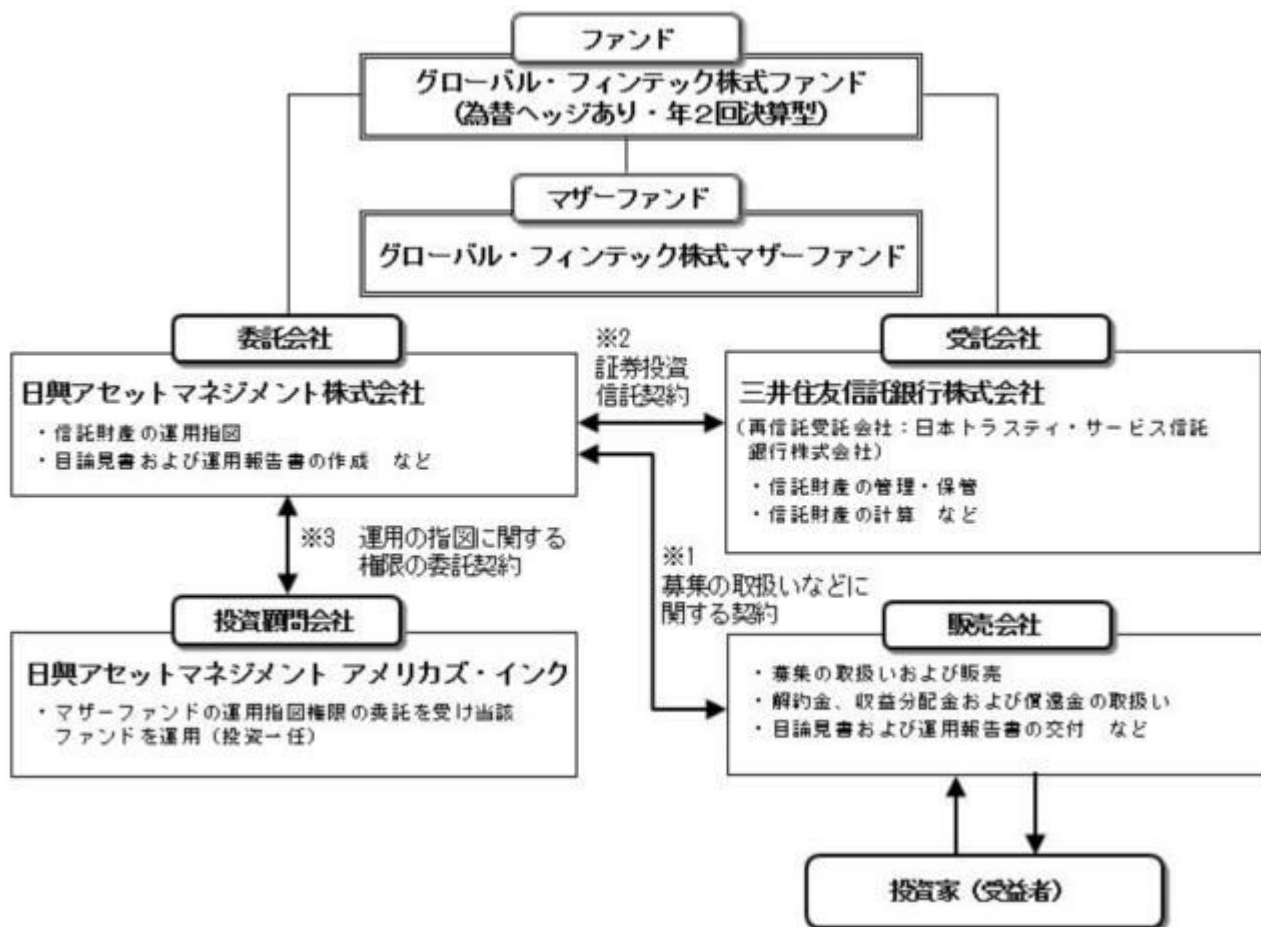 ファンド
グローバル・フィンテック株式ファンド
(為替ヘッジあり・年2回決算型)
マザーファンド
グローバル・フィンテック株式マザーファンド
委託会社
日興アセットマネジメント株式会社
・信託財産の運用指図
・目論見書および運用報告書の作成 など
※2
証券投資
信託契約
受託会社
三井住友信託銀行株式会社
(再信託受託会社：日本トラスティ・サービス信託
銀行株式会社)
・信託財産の管理・保管
・信託財産の計算 など
※3 運用の指図に関する
権限の委託契約
※1
募集の取扱いなどに
関する契約
投資顧問会社
日興アセットマネジメント アメリカズ・インク
・マザーファンドの運用指図権限の委託を受け当該
ファンドを運用（投資一任）
販売会社
・募集の取扱いおよび販売
・解約金、収益分配金および償還金の取扱い
・目論見書および運用報告書の交付 など
投資家（受益者）